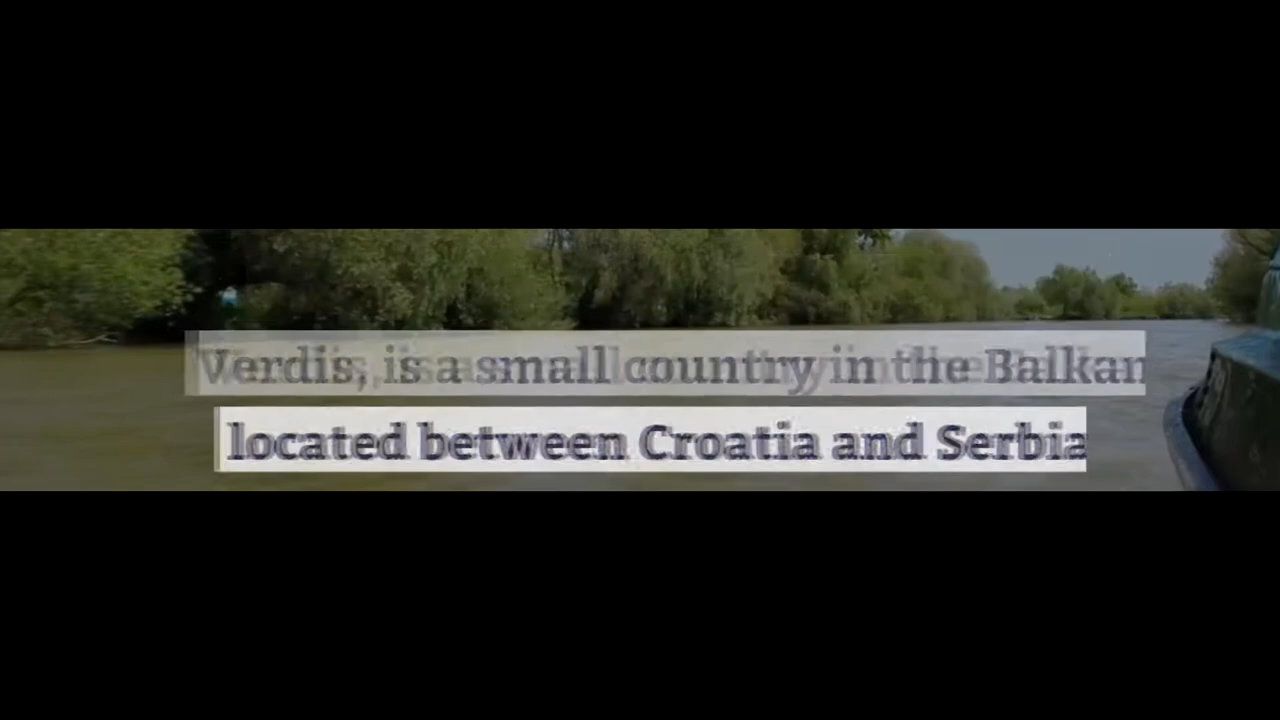 Verdis, is a small country in the Balkan
located between Croatia and Serbia